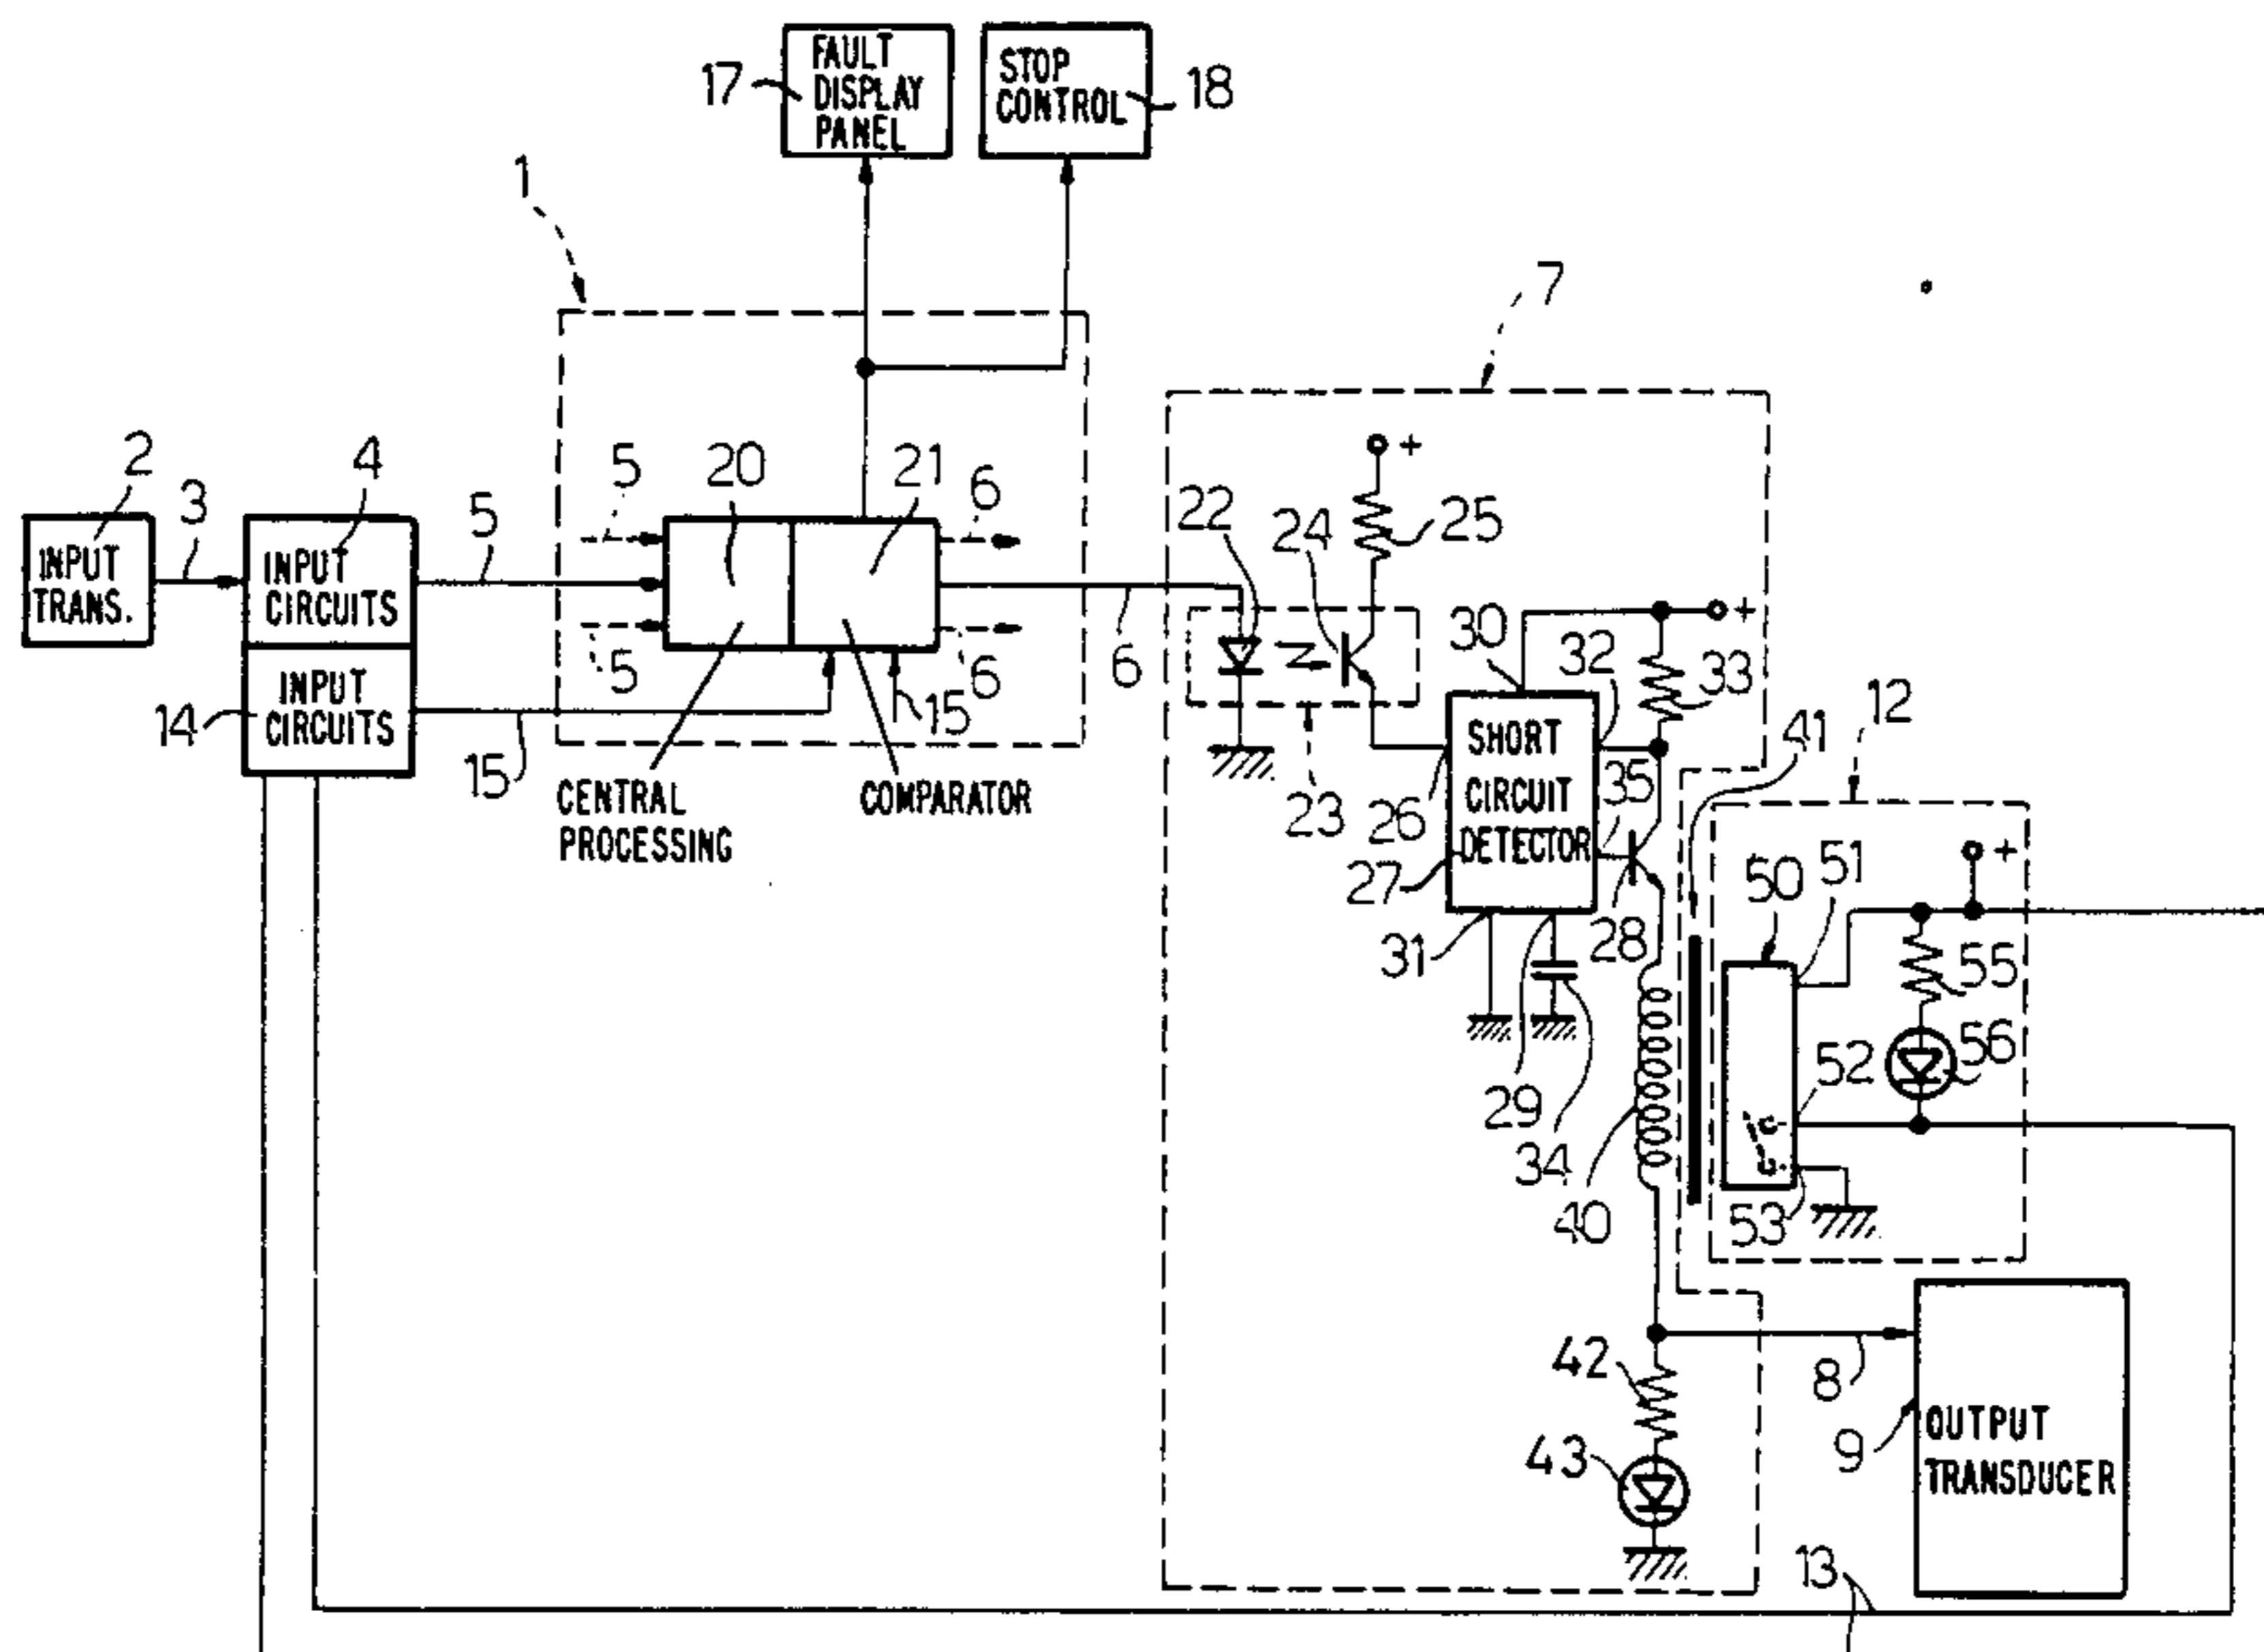 FAULT
DISPLAY
PANEL
17
STOP
CONTROL
18
1
7
2
3
4
5
5
20
21
6
22
24
25
+
INPUT
TRANS.
INPUT
CIRCUITS
30
32
+
33
5
6
6
12
14
INPUT
CIRCUITS
15
15
23
26
SHORT
CIRCUIT
DETECTOR
35
41
CENTRAL
PROCESSING
COMPARATOR
27
28
50
51
+
31
55
29
34
52
56
40
53
42
8
43
9
OUTPUT
TRANSDUCER
13